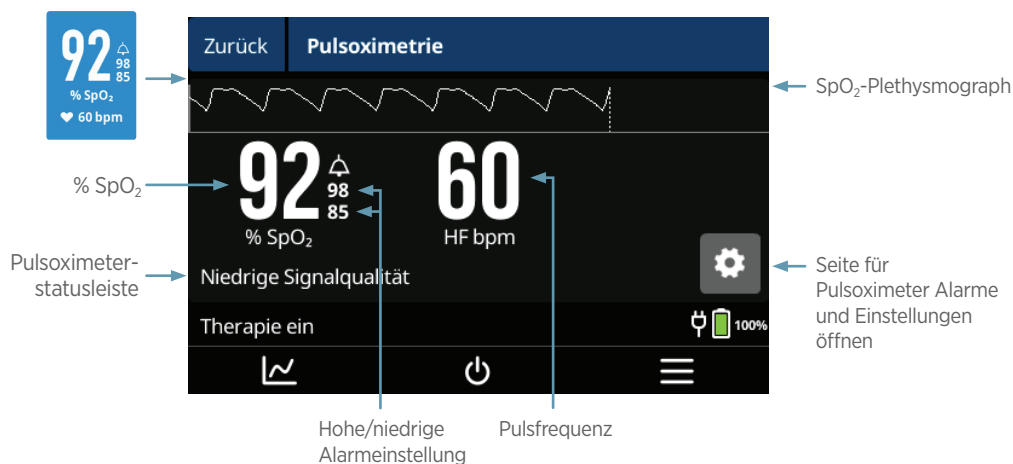 92
98
85
% SpO₂
60 bpm
Zurück Pulsoximetrie
SpO₂-Plethysmograph
% SpO₂
92
98
85
% SpO₂
60
HF bpm
Pulsoximeter-
statusleiste
Niedrige Signalqualität
Seite für
Pulsoximeter Alarme
und Einstellungen
öffnen
Therapie ein
100%
Hohe/niedrige
Alarmeinstellung
Pulsfrequenz